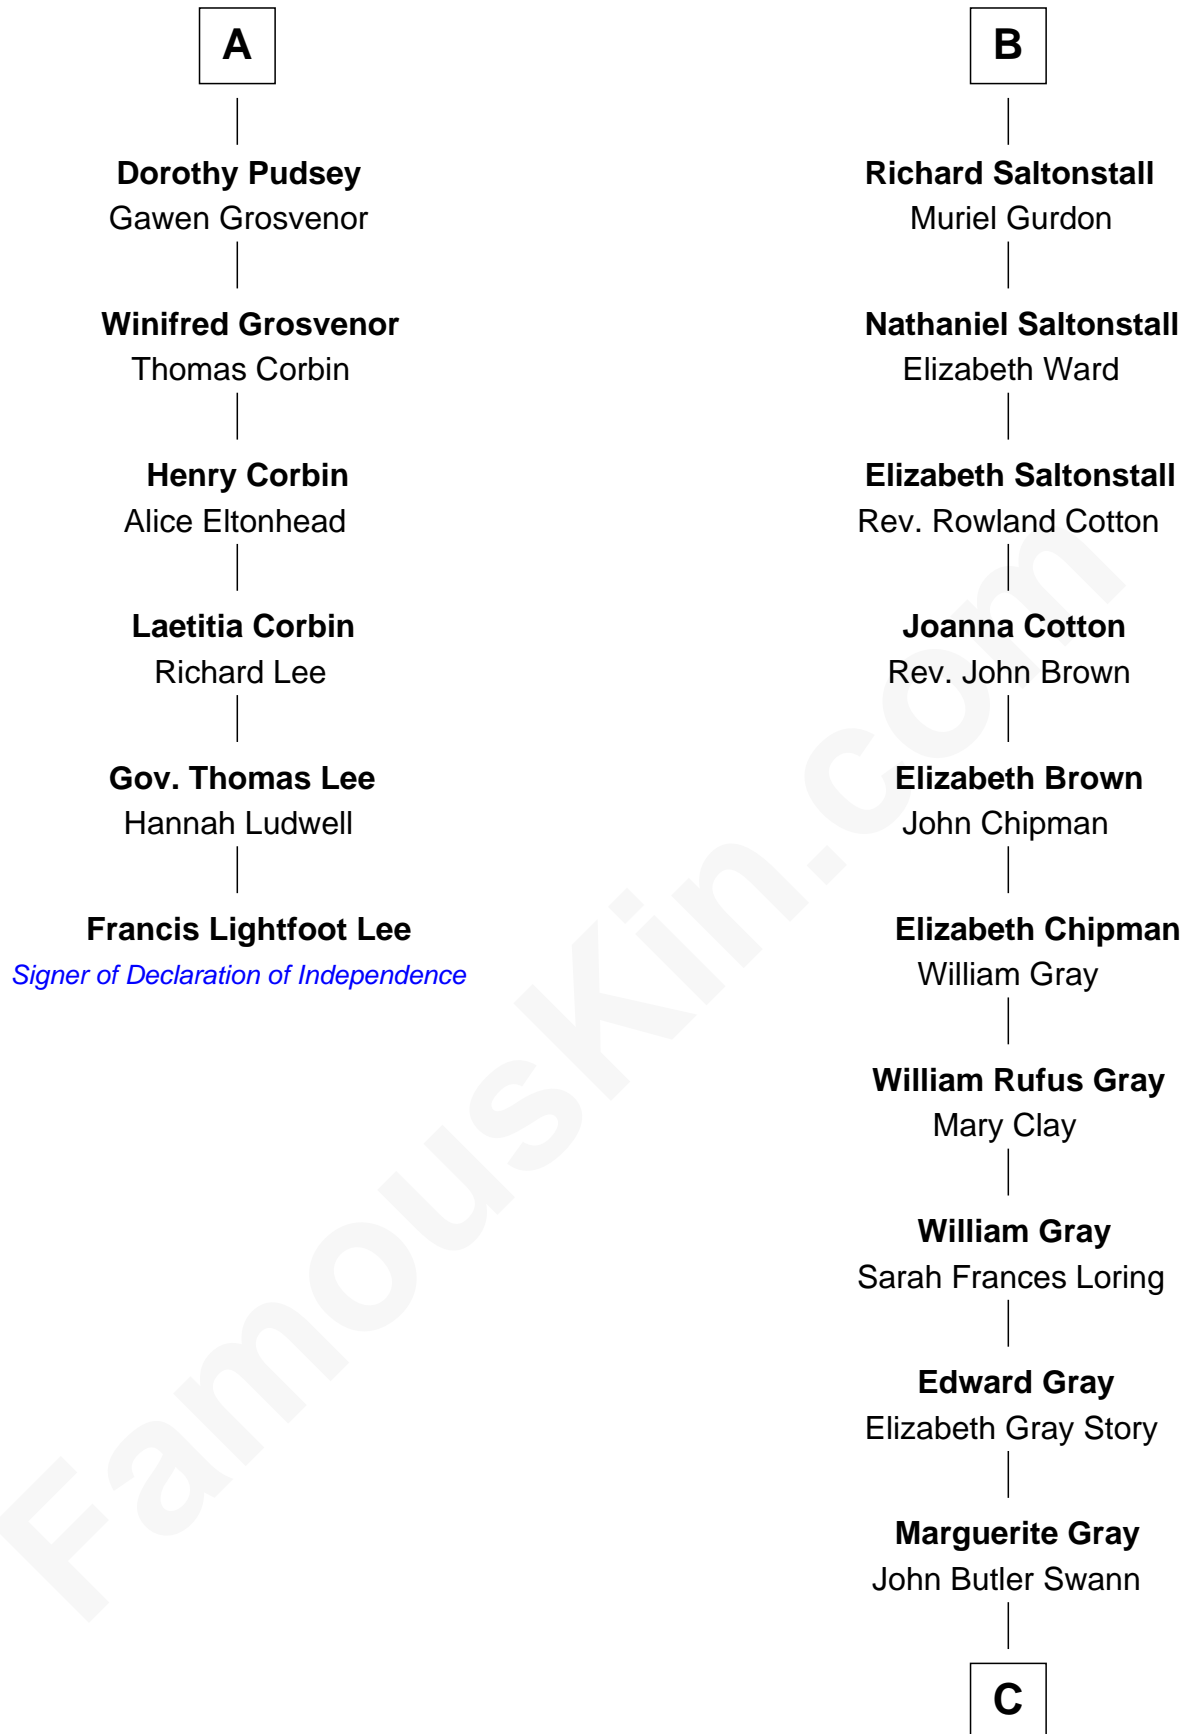 A
Dorothy Pudsey
Gawen Grosvenor
Winifred Grosvenor
Thomas Corbin
Henry Corbin
Alice Eltonhead
Laetitia Corbin
Richard Lee
Gov. Thomas Lee
Hannah Ludwell
Francis Lightfoot Lee
Signer of Declaration of Independence
B
Richard Saltonstall
Muriel Gurdon
Nathaniel Saltonstall
Elizabeth Ward
Elizabeth Saltonstall
Rev. Rowland Cotton
Joanna Cotton
Rev. John Brown
Elizabeth Brown
John Chipman
Elizabeth Chipman
William Gray
William Rufus Gray
Mary Clay
William Gray
Sarah Frances Loring
Edward Gray
Elizabeth Gray Story
Marguerite Gray
John Butler Swann
C
FamousKin.com